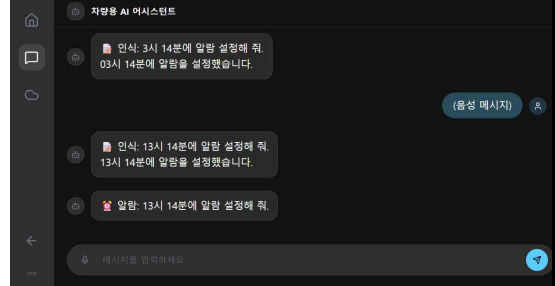 차량용 AI 어시스턴트
인식: 3시 14분에 알람 설정해 줘.
03시 14분에 알람을 설정했습니다.
(음성 메시지)
인식: 13시 14분에 알람 설정해 줘.
13시 14분에 알람을 설정했습니다.
알람: 13시 14분에 알람 설정해 줘.
메시지를 입력하세요